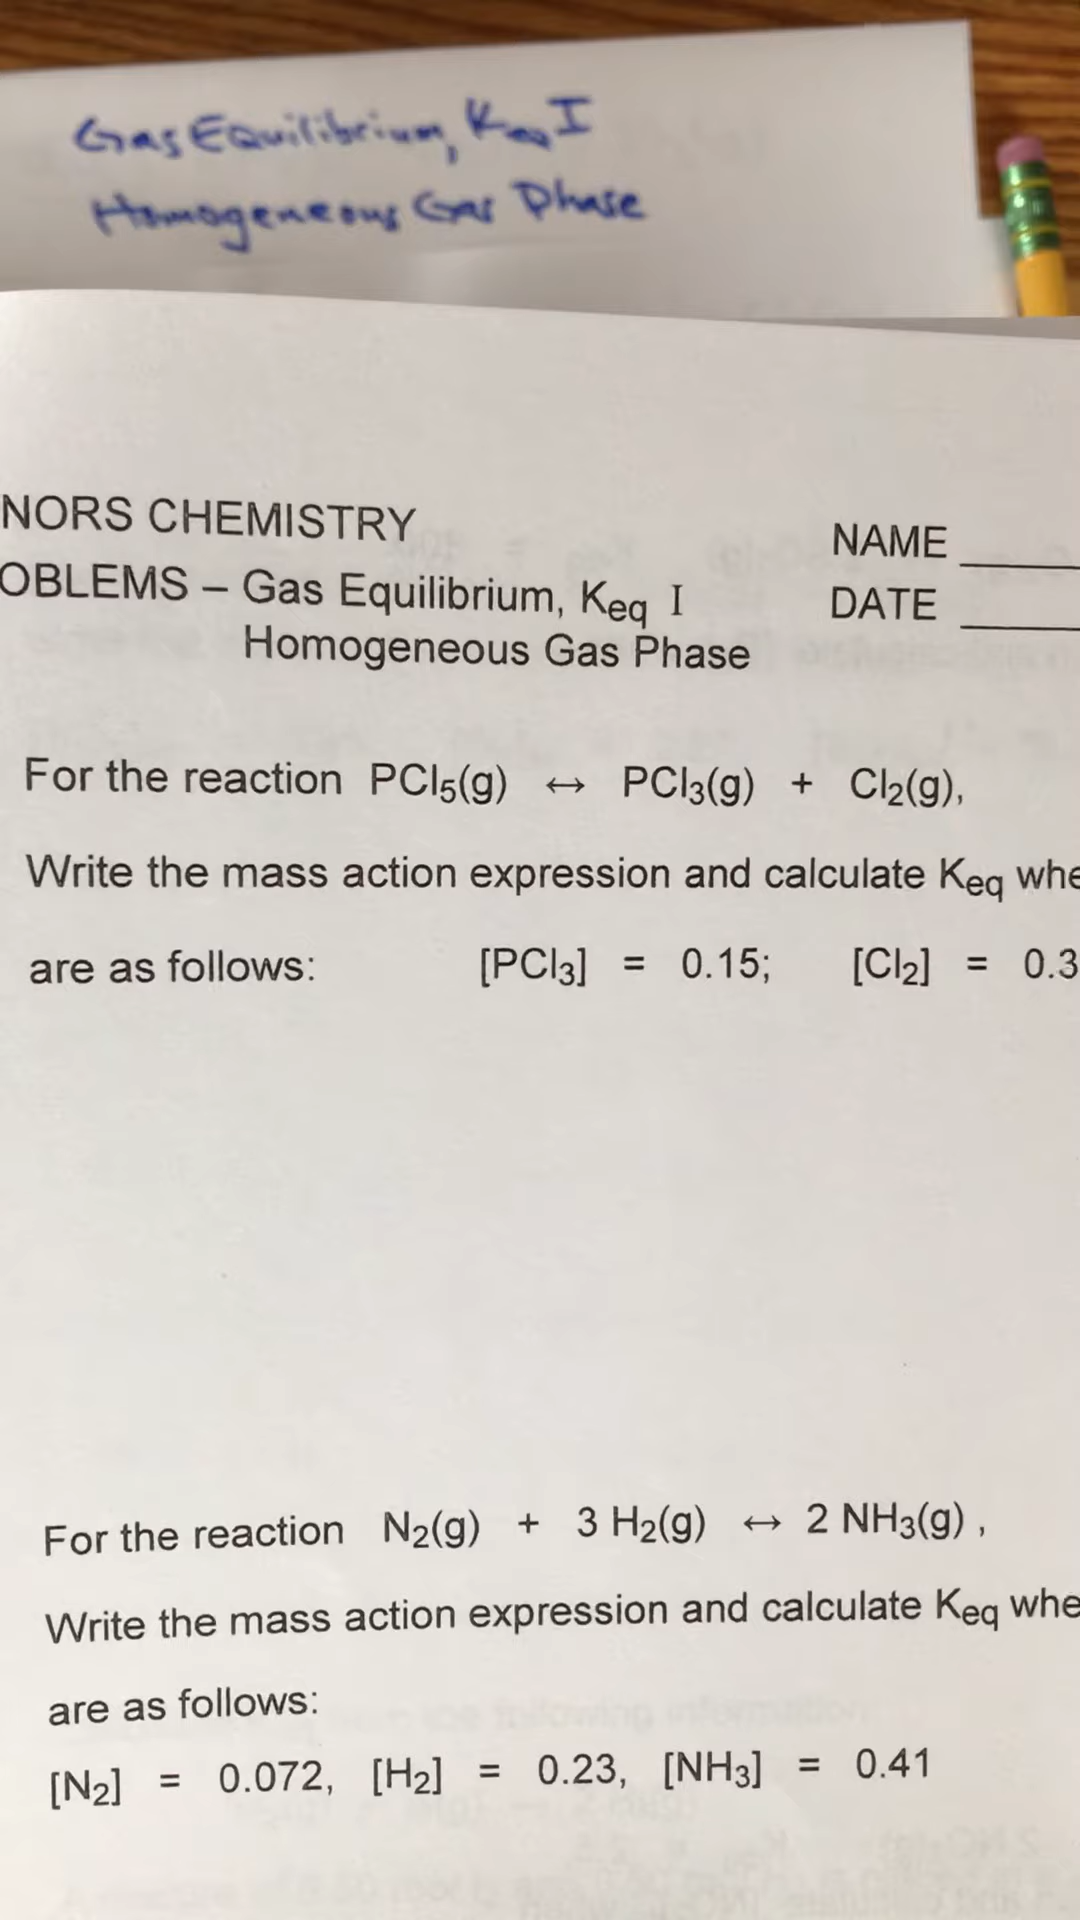 Gas Equilibrium, Keq I
Homogeneous Gas Phase
NORS CHEMISTRY
NAME
OBLEMS – Gas Equilibrium, Keq I
DATE
Homogeneous Gas Phase
For the reaction PCl5(g) ↔ PCl3(g) + Cl2(g),
Write the mass action expression and calculate Keq whe
are as follows: [PCl3] = 0.15; [Cl2] = 0.3
For the reaction N2(g) + 3 H2(g) ↔ 2 NH3(g) ,
Write the mass action expression and calculate Keq whe
are as follows:
[N2] = 0.072, [H2] = 0.23, [NH3] = 0.41